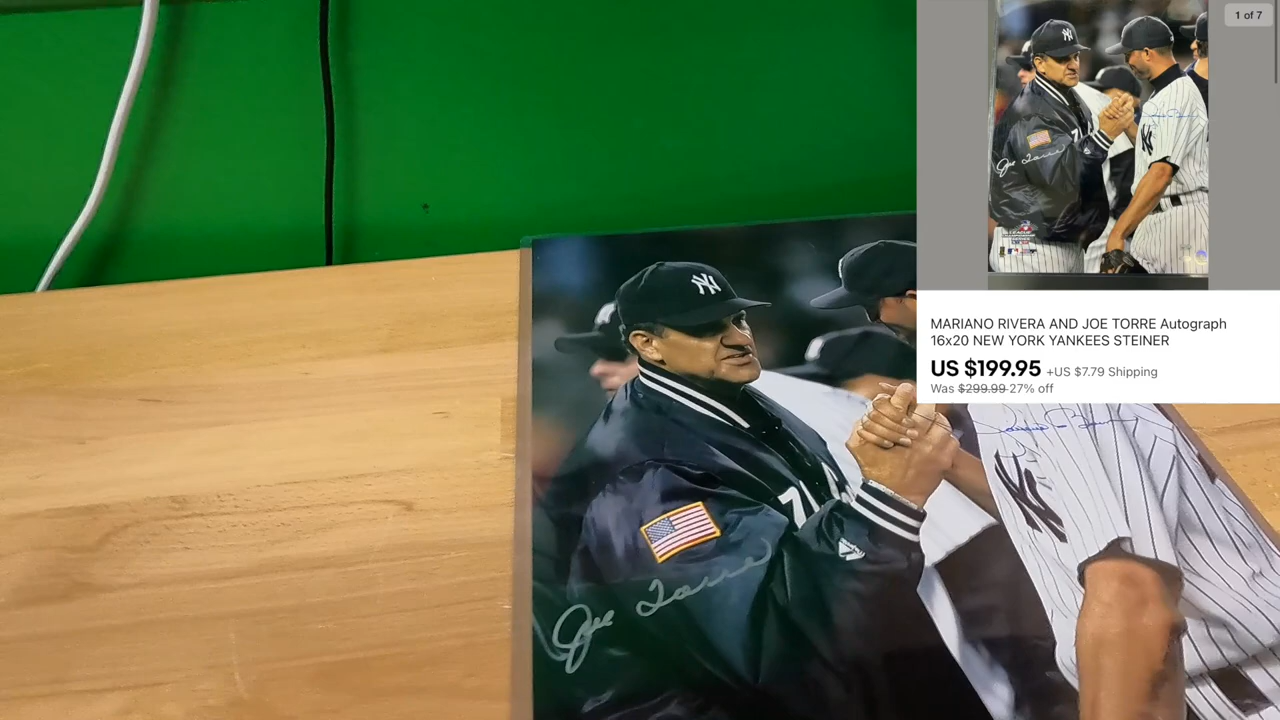 1 of 7
MARIANO RIVERA AND JOE TORRE Autograph
16x20 NEW YORK YANKEES STEINER
US $199.95 +US $7.79 Shipping
Was $299.99 27% off
NY
7
Joe Torre